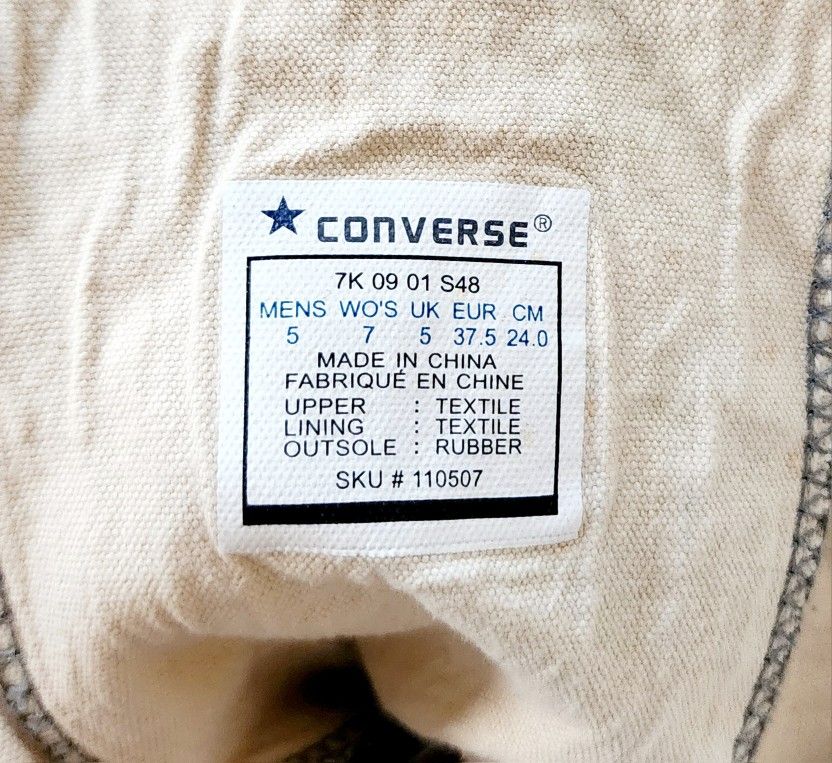 CONVERSE®
7K 09 01 S48
MENS WO'S UK EUR CM
5 7 5 37.5 24.0
MADE IN CHINA
FABRIQUÉ EN CHINE
UPPER : TEXTILE
LINING : TEXTILE
OUTSOLE : RUBBER
SKU # 110507